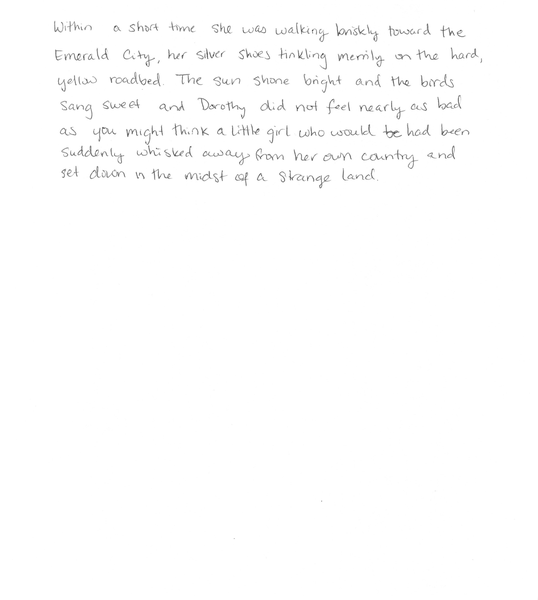 Within a short time she was walking briskly toward the
Emerald City, her silver shoes tinkling merrily on the hard,
yellow roadbed. The sun shone bright and the birds
sang sweet and Dorothy did not feel nearly as bad
as you might think a little girl who would be had been
suddenly whisked away from her own country and
set down in the midst of a strange land.